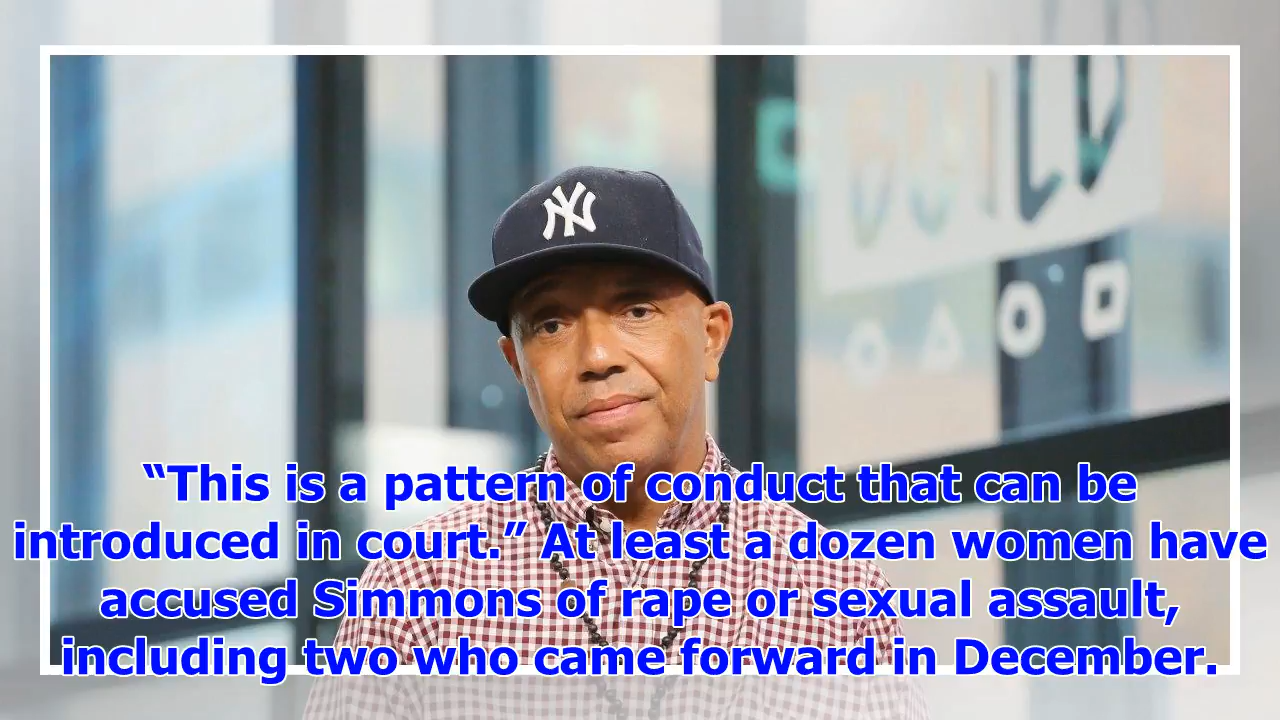 NY
“This is a pattern of conduct that can be
introduced in court.” At least a dozen women have
accused Simmons of rape or sexual assault,
including two who came forward in December.